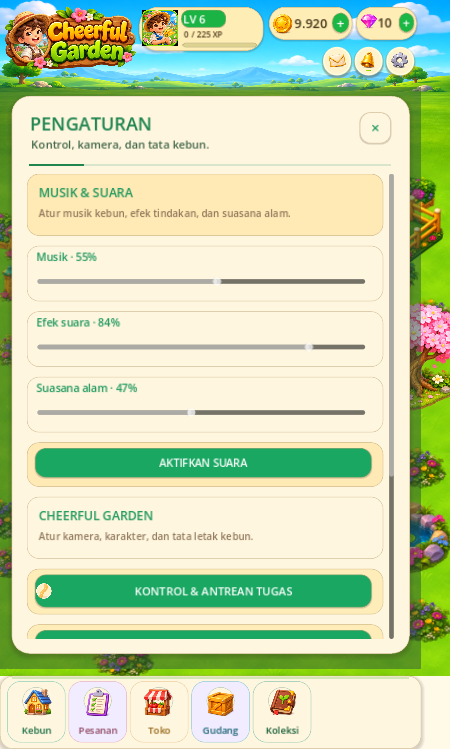 Cheerful
Garden
LV 6
0 / 225 XP
9.920
+
10
+
PENGATURAN
Kontrol, kamera, dan tata kebun.
×
MUSIK & SUARA
Atur musik kebun, efek tindakan, dan suasana alam.
Musik · 55%
Efek suara · 84%
Suasana alam · 47%
AKTIFKAN SUARA
CHEERFUL GARDEN
Atur kamera, karakter, dan tata letak kebun.
KONTROL & ANTREAN TUGAS
Kebun
Pesanan
Toko
Gudang
Koleksi